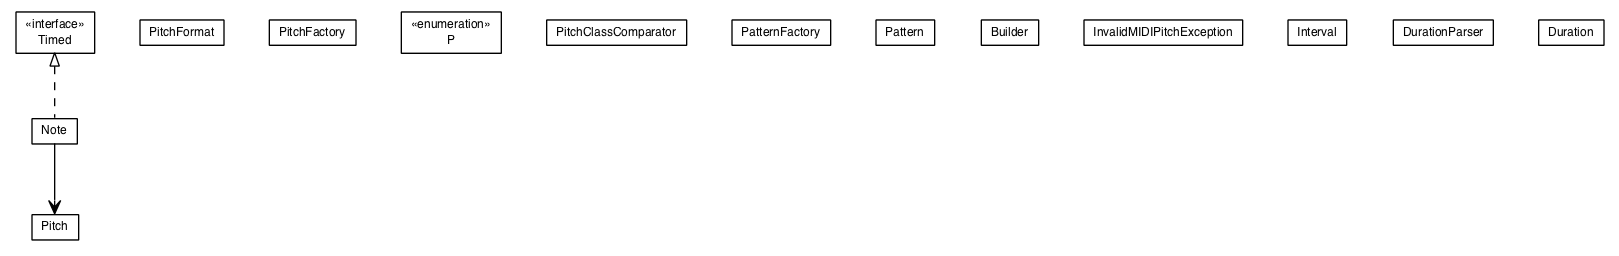 «interface»
Timed
PitchFormat
PitchFactory
«enumeration»
P
PitchClassComparator
PatternFactory
Pattern
Builder
InvalidMIDIPitchException
Interval
DurationParser
Duration
Note
Pitch